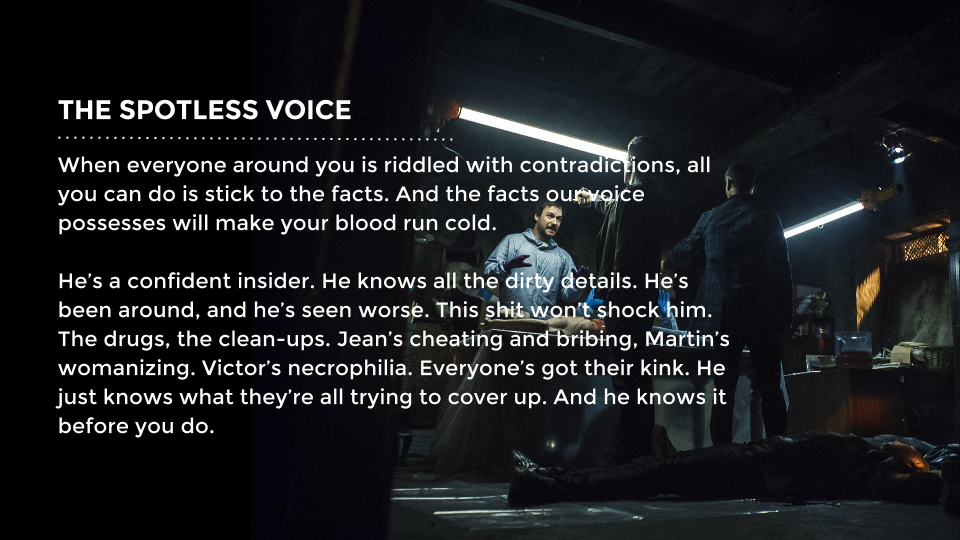 THE SPOTLESS VOICE
When everyone around you is riddled with contradictions, all
you can do is stick to the facts. And the facts our voice
possesses will make your blood run cold.
He’s a confident insider. He knows all the dirty details. He’s
been around, and he’s seen worse. This shit won’t shock him.
The drugs, the clean-ups. Jean’s cheating and bribing, Martin’s
womanizing. Victor’s necrophilia. Everyone’s got their kink. He
just knows what they’re all trying to cover up. And he knows it
before you do.